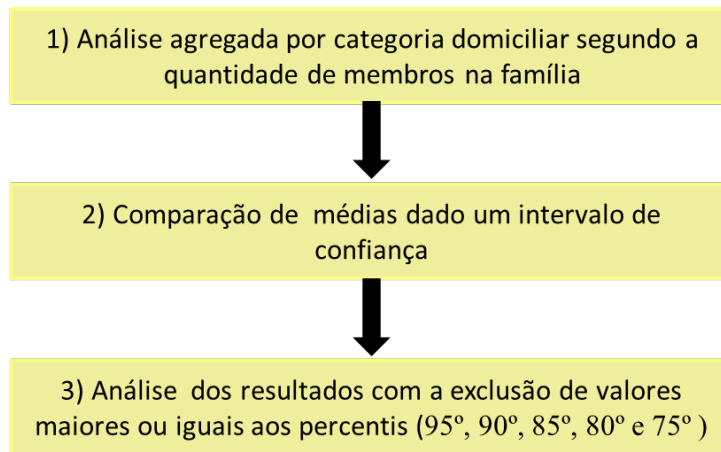 1) Análise agregada por categoria domiciliar segundo a
quantidade de membros na família
2) Comparação de médias dado um intervalo de
confiança
3) Análise dos resultados com a exclusão de valores
maiores ou iguais aos percentis (95º, 90º, 85º, 80º e 75º )